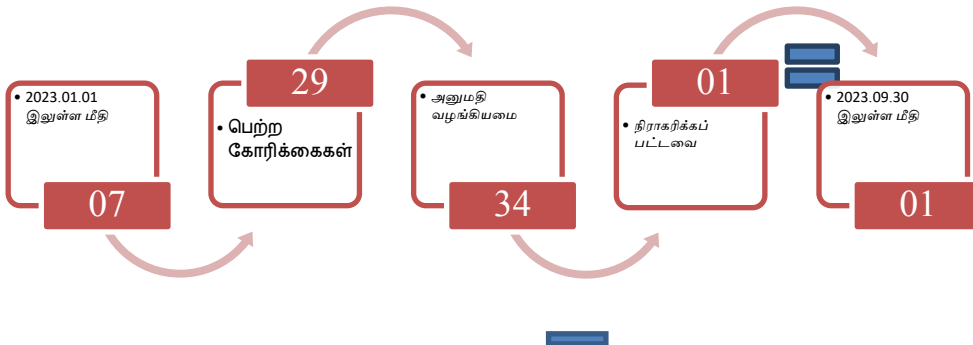 • 2023.01.01
இலுள்ள மீதி
07
29
• பெற்ற
கோரிக்கைகள்
• அனுமதி
வழங்கியமை
34
01
• நிராகரிக்கப்
பட்டவை
• 2023.09.30
இலுள்ள மீதி
01